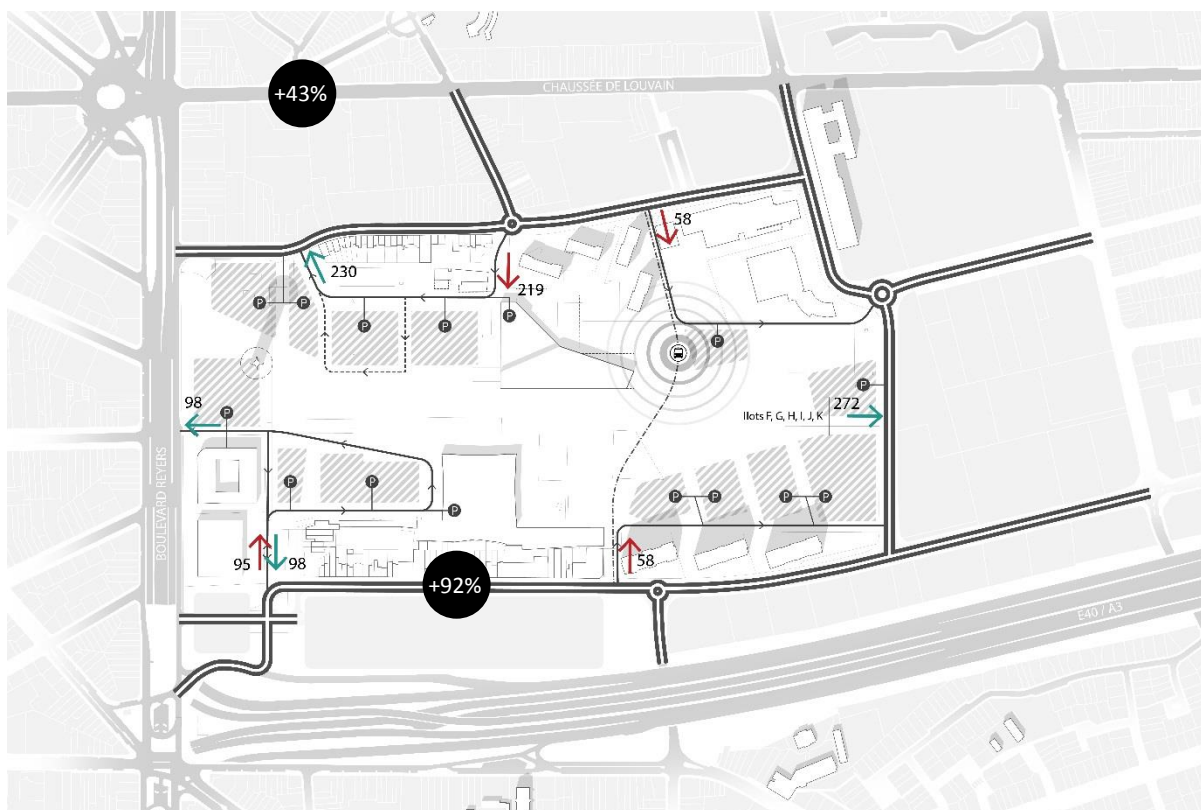 +43%
CHAUSSÉE DE LOUVAIN
58
230
219
P
P
P
P
P
P
P
98
P
272
Ilots F, G, H, I, J, K
BOULEVARD REYERS
P
P
P
P
P
P
P
95
98
58
+92%
E40 / A3